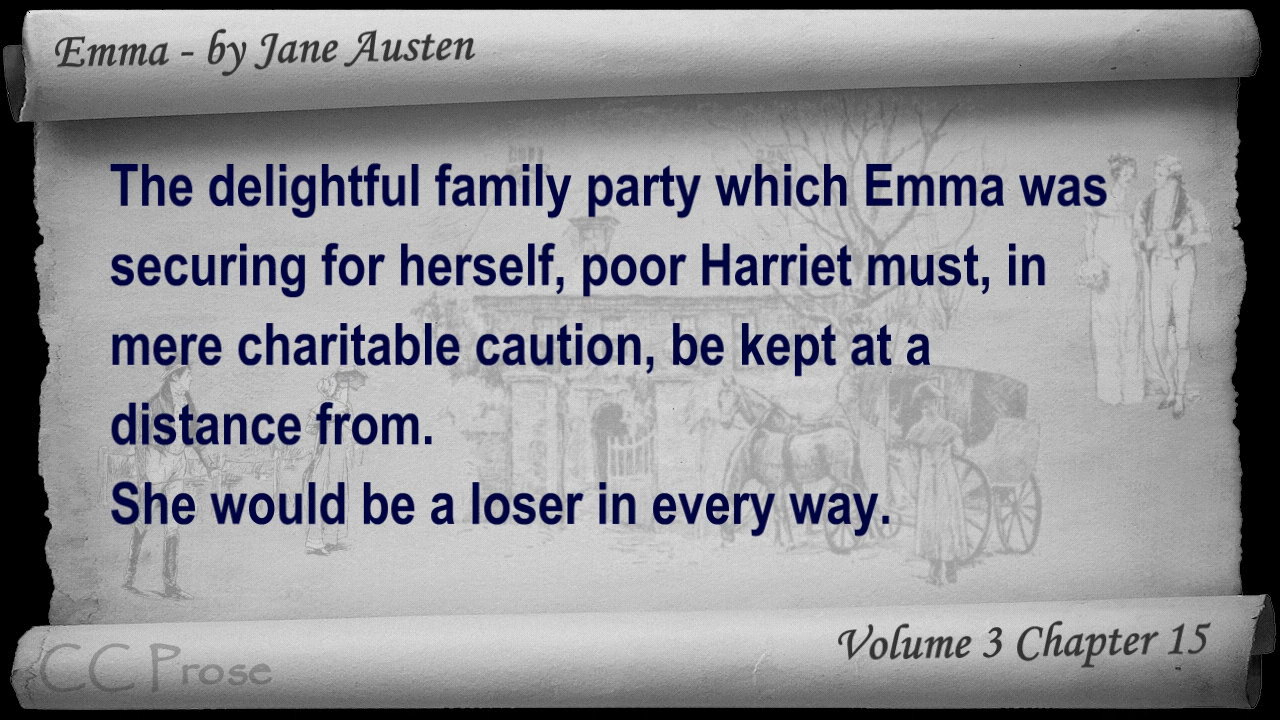 Emma - by Jane Austen
The delightful family party which Emma was
securing for herself, poor Harriet must, in
mere charitable caution, be kept at a
distance from.
She would be a loser in every way.
Volume 3 Chapter 15
CC Prose